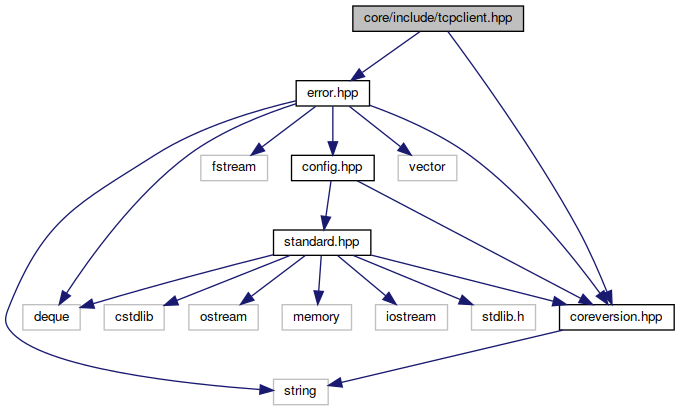 core/include/tcpclient.hpp
error.hpp
fstream
config.hpp
vector
standard.hpp
deque
cstdlib
ostream
memory
iostream
stdlib.h
coreversion.hpp
string